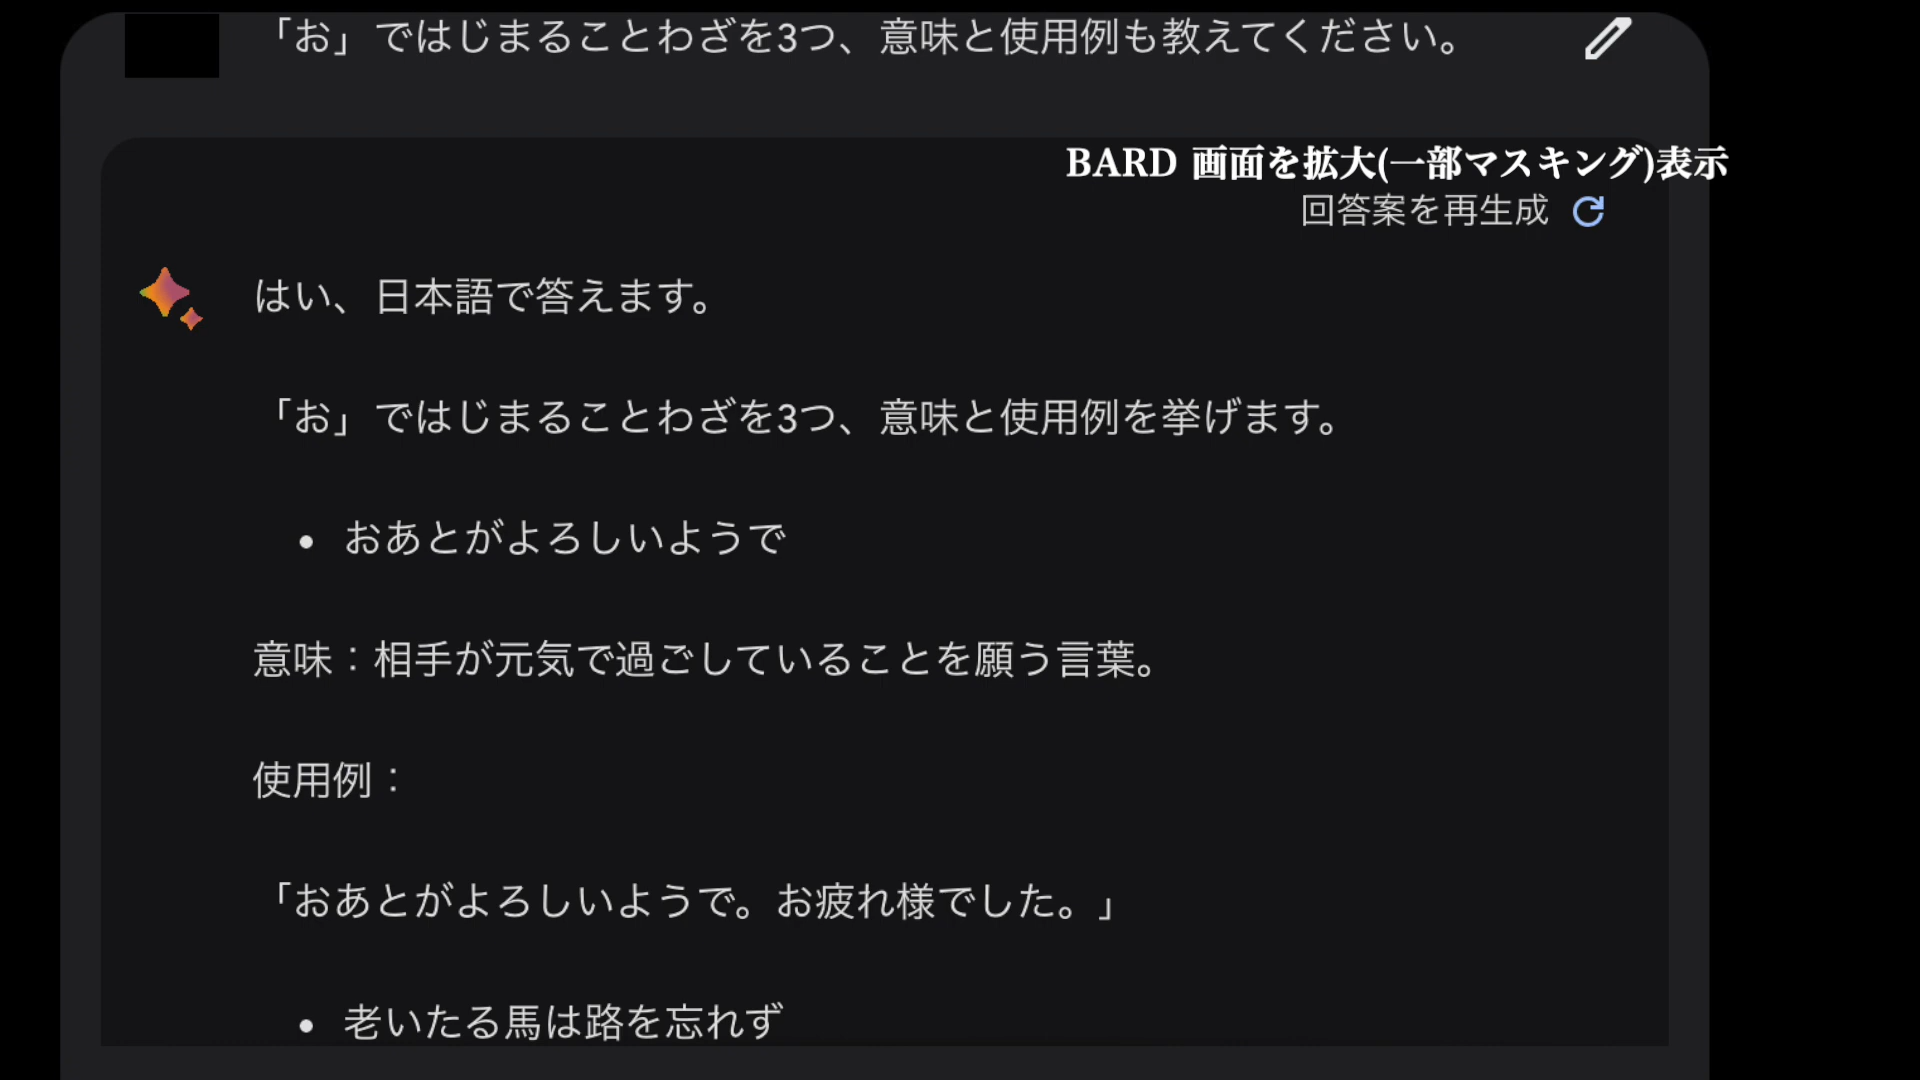 「お」ではじまることわざを3つ、意味と使用例も教えてください。
BARD 画面を拡大(一部マスキング)表示
回答案を再生成
はい、日本語で答えます。
「お」ではじまることわざを3つ、意味と使用例を挙げます。
• おあとがよろしいようで
意味：相手が元気で過ごしていることを願う言葉。
使用例：
「おあとがよろしいようで。お疲れ様でした。」
• 老いたる馬は路を忘れず